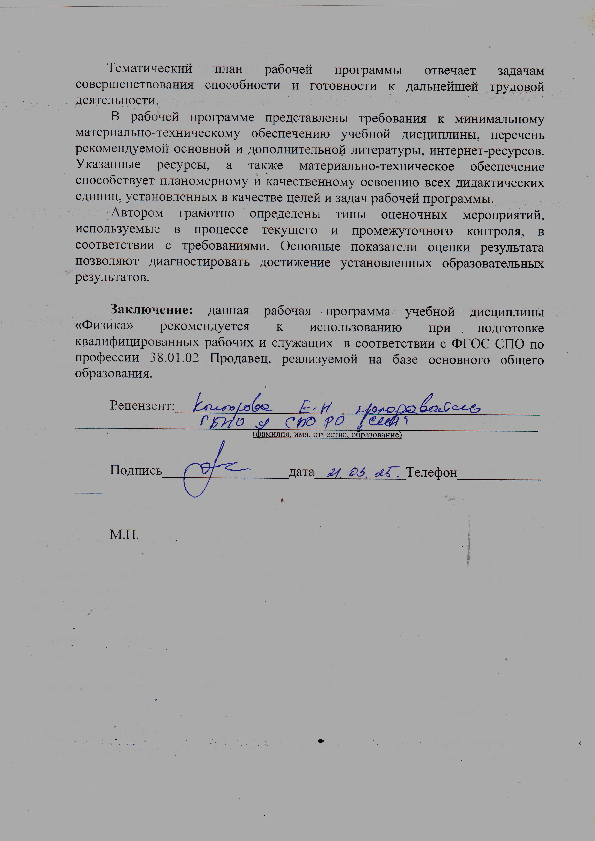 Тематический план рабочей программы отвечает задачам
совершенствования способности и готовности к дальнейшей трудовой
деятельности.
В рабочей программе представлены требования к минимальному
материально-техническому обеспечению учебной дисциплины, перечень
рекомендуемой основной и дополнительной литературы, интернет-ресурсов.
Указанные ресурсы, а также материально-техническое обеспечение
способствует планомерному и качественному освоению всех дидактических
единиц, установленных в качестве целей и задач рабочей программы.
Автором грамотно определены типы оценочных мероприятий,
используемые в процессе текущего и промежуточного контроля, в
соответствии с требованиями. Основные показатели оценки результата
позволяют диагностировать достижение установленных образовательных
результатов.
Заключение: данная рабочая программа учебной дисциплины
«Физика» рекомендуется к использованию при подготовке
квалифицированных рабочих и служащих в соответствии с ФГОС СПО по
профессии 38.01.02 Продавец, реализуемой на базе основного общего
образования.
Рецензент: Е.Н. преподаватель
СПО РО
(фамилия, имя, отчество, образование)
Подпись дата 21.03.25. Телефон
М.П.